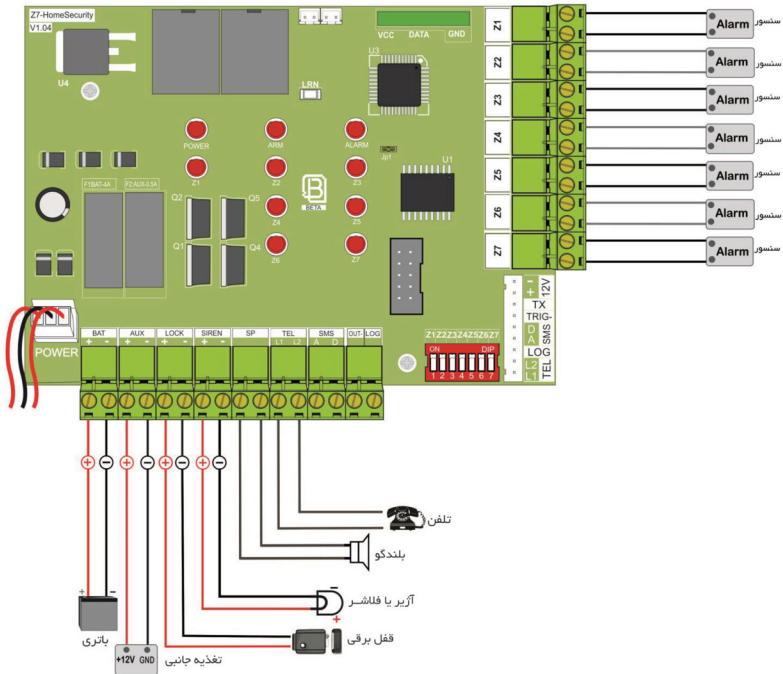 Z7-HomeSecurity
V1.04
U4
LRN
VCC DATA GND
U3
POWER
ARM
ALARM
Jp1
U1
Z1
Z2
Z3
BETA
Z4
Z5
Z6
Z7
F1:BAT-4A
F2:AUX-0.5A
Q2
Q5
Q1
Q4
POWER
Z1
Z2
Z3
Z4
Z5
Z6
Z7
Alarm سنسور
Alarm سنسور
Alarm سنسور
Alarm سنسور
Alarm سنسور
Alarm سنسور
Alarm سنسور
- + 12V
TX
TRIG-
D A SMS
LOG
L2 L1 TEL
Z1Z2Z3Z4Z5Z6Z7
ON DIP
1 2 3 4 5 6 7
BAT AUX LOCK SIREN SP TEL SMS OUT- LOG
+ - + - + - + - L1 L2 A D
+ - + - + - + -
تلفن
بلندگو
آژیر یا فلاشر
- +
قفل برقی
+ -
باتری
+12V GND
تغذیه جانبی